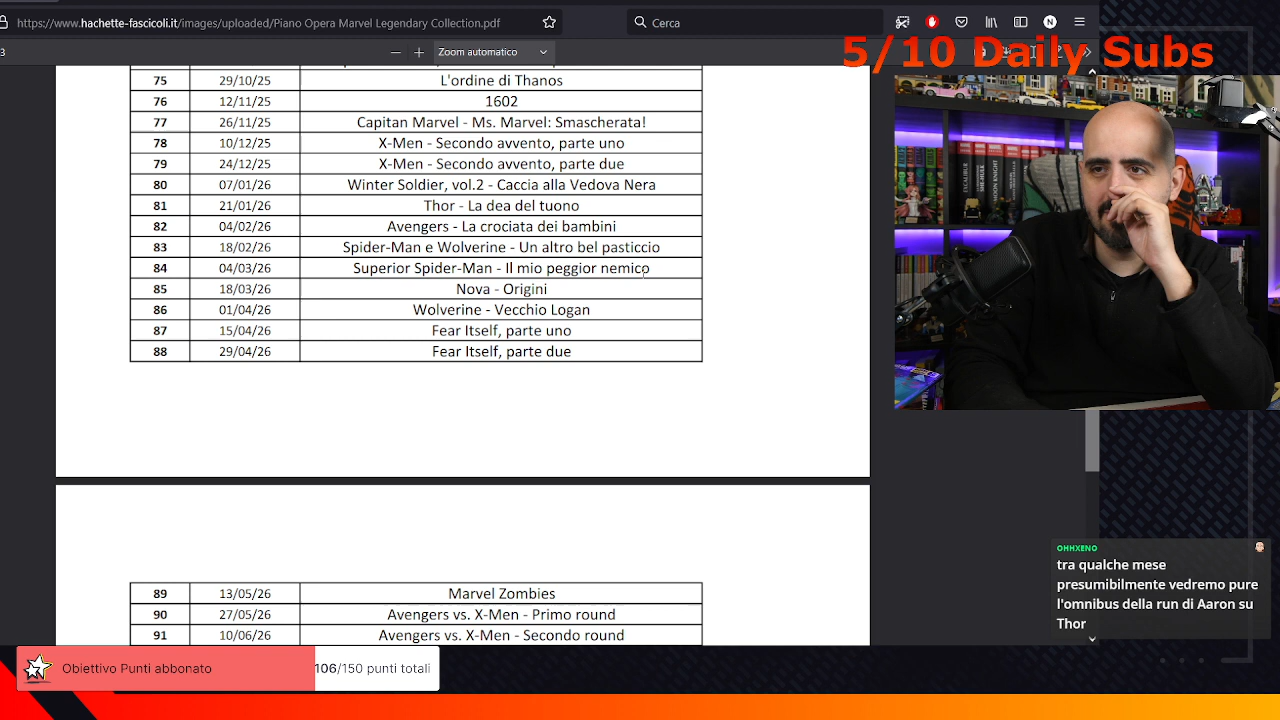 https://www.hachette-fascicoli.it/images/uploaded/Piano Opera Marvel Legendary Collection.pdf
Cerca
N
3
Zoom automatico
5/10 Daily Subs
75 29/10/25 L'ordine di Thanos
76 12/11/25 1602
77 26/11/25 Capitan Marvel - Ms. Marvel: Smascherata!
78 10/12/25 X-Men - Secondo avvento, parte uno
79 24/12/25 X-Men - Secondo avvento, parte due
80 07/01/26 Winter Soldier, vol.2 - Caccia alla Vedova Nera
81 21/01/26 Thor - La dea del tuono
82 04/02/26 Avengers - La crociata dei bambini
83 18/02/26 Spider-Man e Wolverine - Un altro bel pasticcio
84 04/03/26 Superior Spider-Man - Il mio peggior nemico
85 18/03/26 Nova - Origini
86 01/04/26 Wolverine - Vecchio Logan
87 15/04/26 Fear Itself, parte uno
88 29/04/26 Fear Itself, parte due
89 13/05/26 Marvel Zombies
90 27/05/26 Avengers vs. X-Men - Primo round
91 10/06/26 Avengers vs. X-Men - Secondo round
EXCALIBUR
SHE-HULK
MOON KNIGHT
OHHXENO
tra qualche mese
presumibilmente vedremo pure
l'omnibus della run di Aaron su
Thor
Obiettivo Punti abbonato
106/150 punti totali